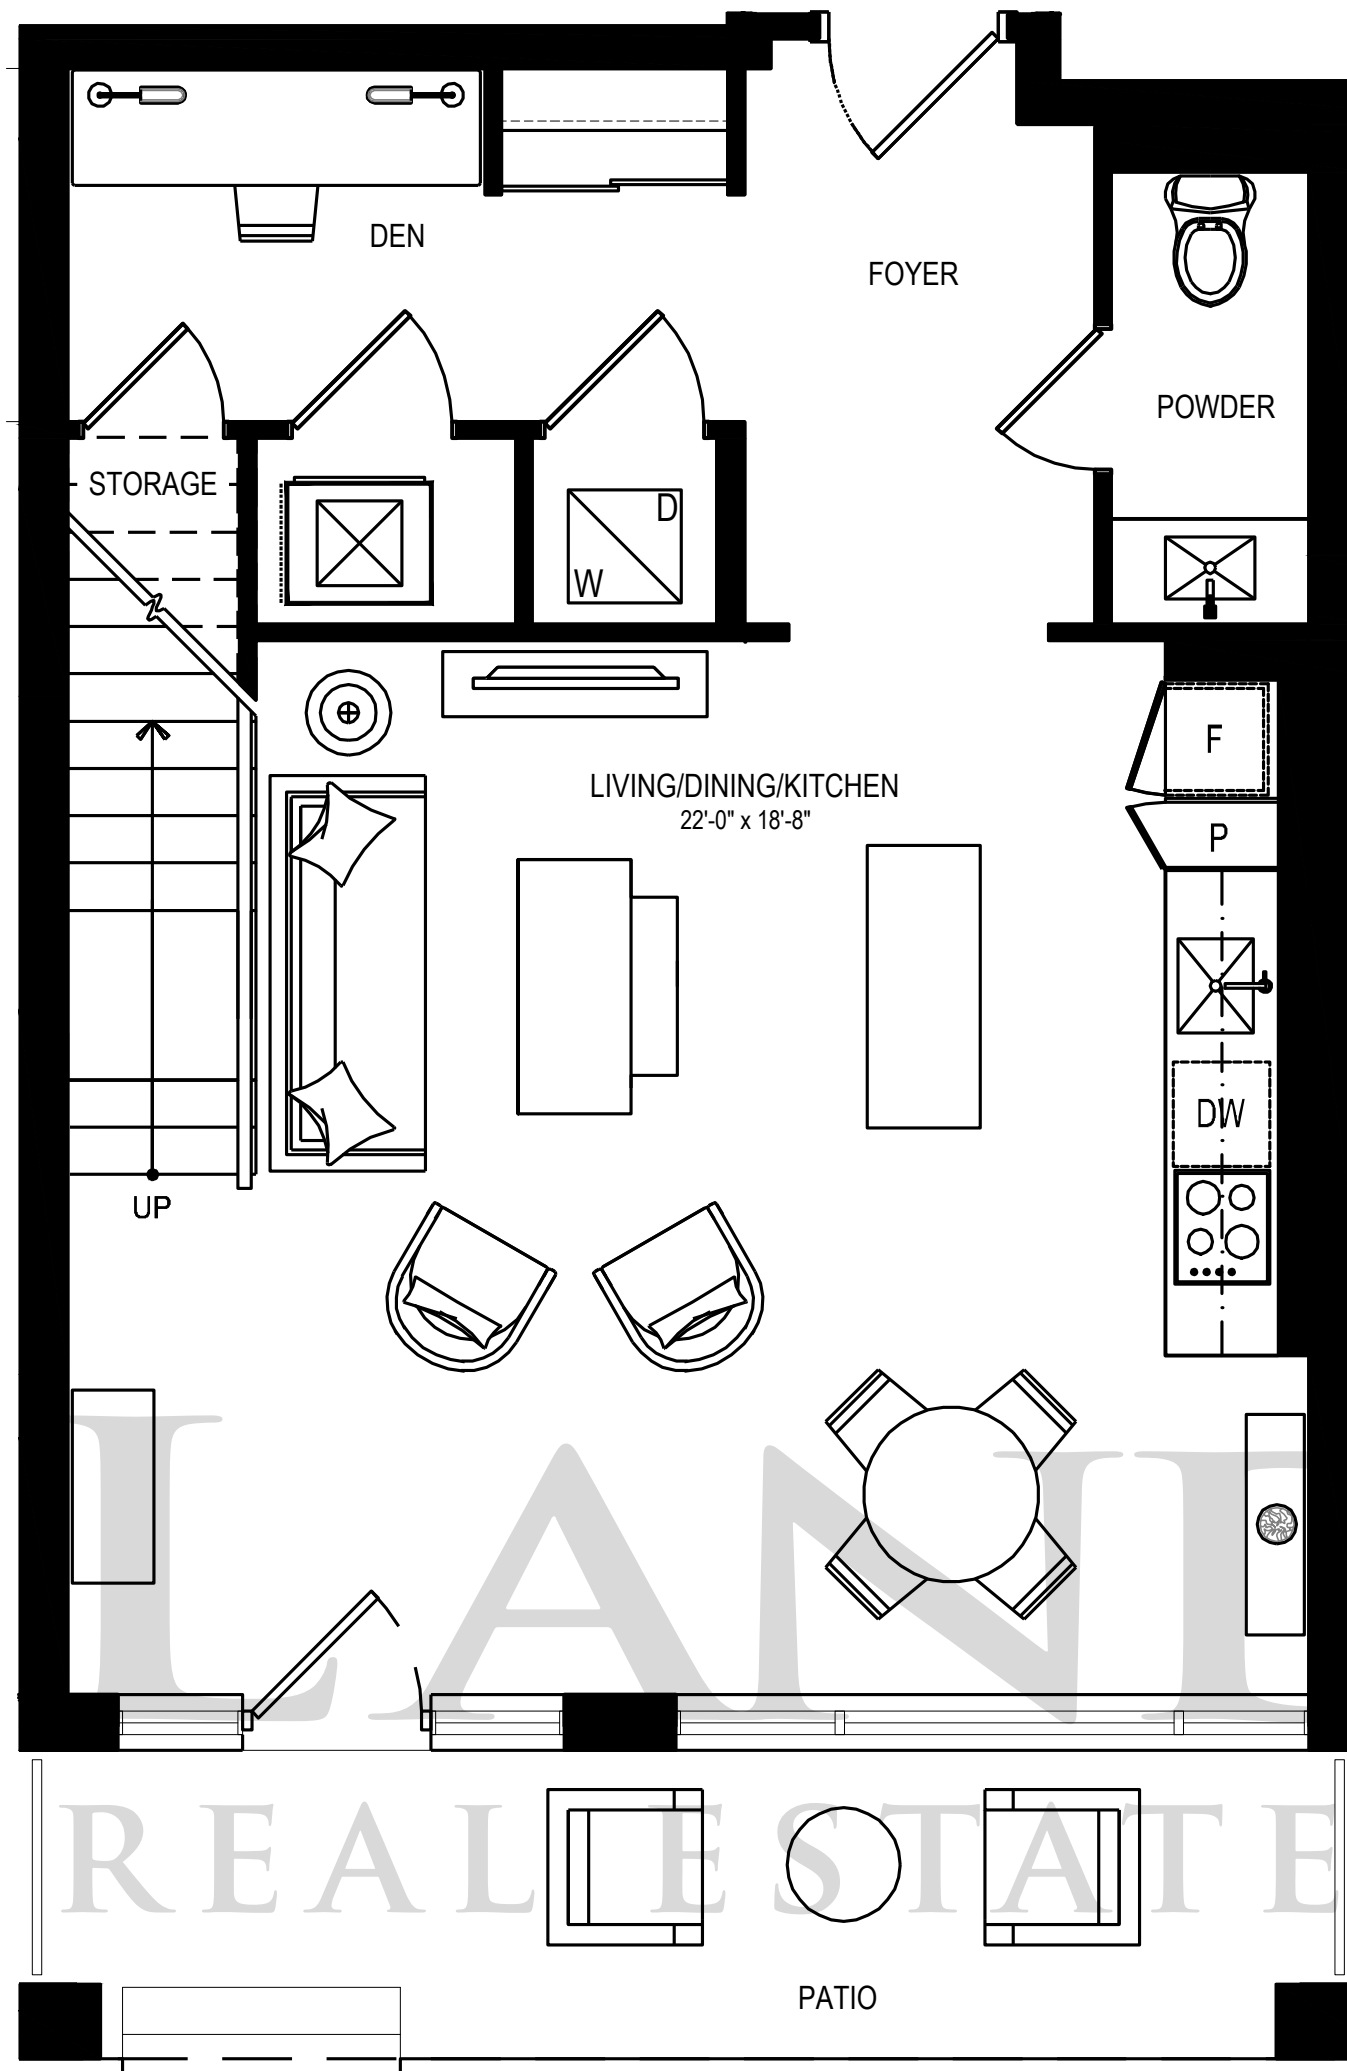 DEN
FOYER
POWDER
STORAGE
D
W
F
LIVING/DINING/KITCHEN
22'-0" x 18'-8"
P
DW
UP
LANE
REAL ESTATE
PATIO